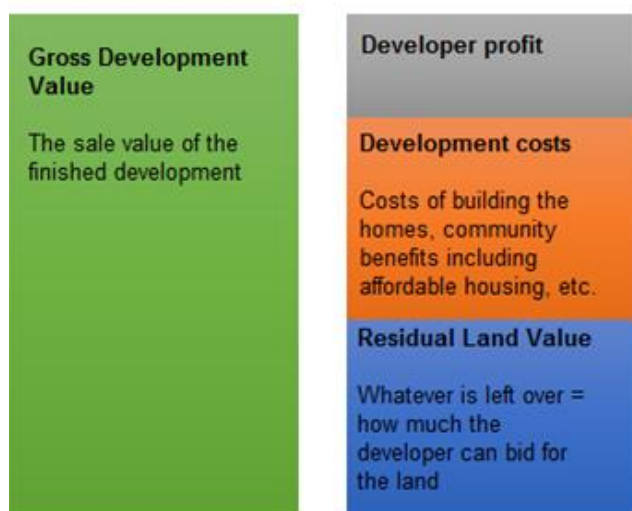 Gross Development
Value
The sale value of the
finished development
Developer profit
Development costs
Costs of building the
homes, community
benefits including
affordable housing, etc.
Residual Land Value
Whatever is left over =
how much the
developer can bid for
the land